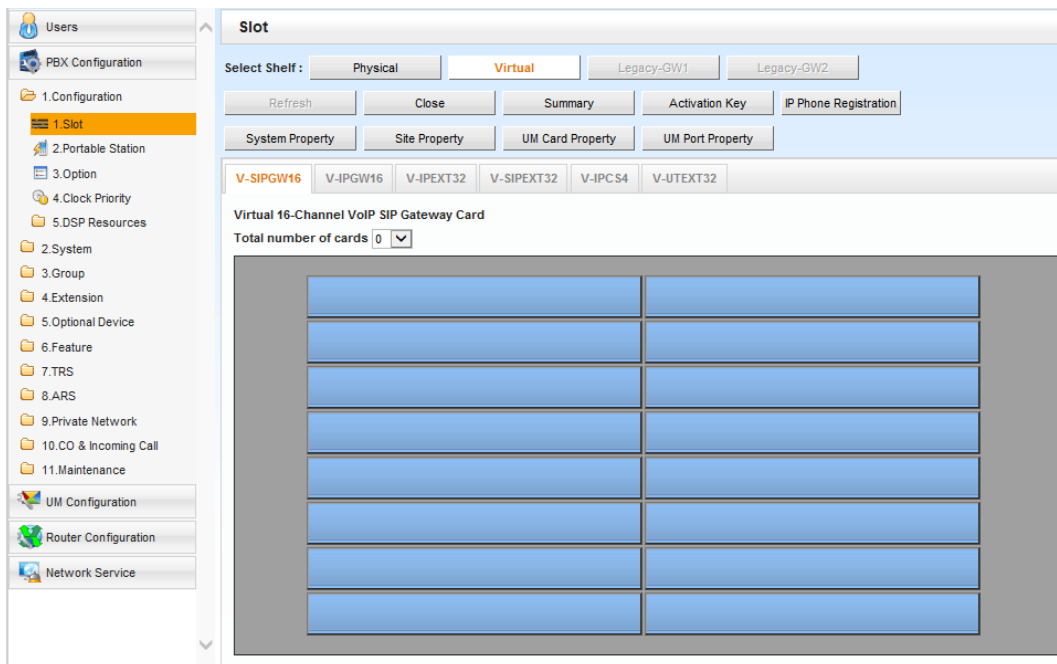 Users
PBX Configuration
1.Configuration
1.Slot
2.Portable Station
3.Option
4.Clock Priority
5.DSP Resources
2.System
3.Group
4.Extension
5.Optional Device
6.Feature
7.TRS
8.ARS
9.Private Network
10.CO & Incoming Call
11.Maintenance
UM Configuration
Router Configuration
Network Service
Slot
Select Shelf : Physical Virtual Legacy-GW1 Legacy-GW2
Refresh Close Summary Activation Key IP Phone Registration
System Property Site Property UM Card Property UM Port Property
V-SIPGW16 V-IPGW16 V-IPEXT32 V-SIPEXT32 V-IPCS4 V-UTEXT32
Virtual 16-Channel VoIP SIP Gateway Card
Total number of cards 0